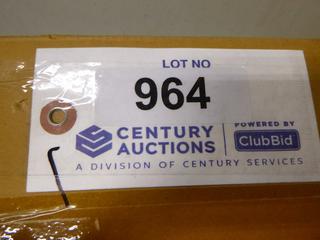 LOT NO
964
CENTURY
AUCTIONS
POWERED BY
ClubBid
A DIVISION OF CENTURY SERVICES